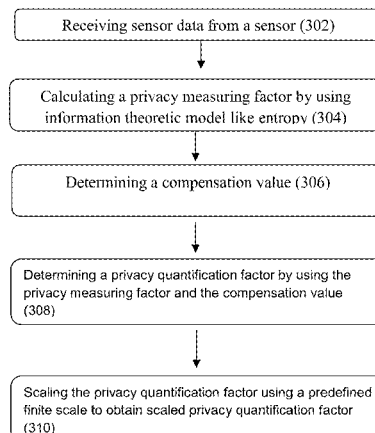 Receiving sensor data from a sensor (302)
Calculating a privacy measuring factor by using
information theoretic model like entropy (304)
Determining a compensation value (306)
Determining a privacy quantification factor by using the
privacy measuring factor and the compensation value
(308)
Scaling the privacy quantification factor using a predefined
finite scale to obtain scaled privacy quantification factor
(310)